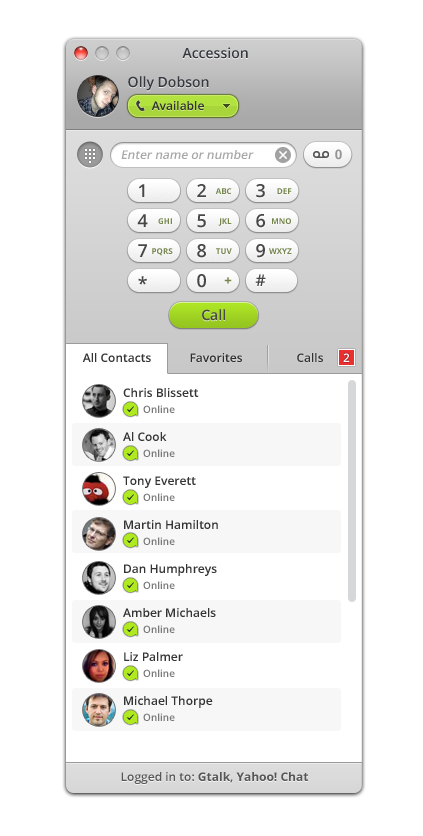 Accession
Olly Dobson
Available
Enter name or number
0
1 2 ABC 3 DEF
4 GHI 5 JKL 6 MNO
7 PQRS 8 TUV 9 WXYZ
* 0 + #
Call
All Contacts Favorites Calls 2
Chris Blissett
Online
Al Cook
Online
Tony Everett
Online
Martin Hamilton
Online
Dan Humphreys
Online
Amber Michaels
Online
Liz Palmer
Online
Michael Thorpe
Online
Logged in to: Gtalk, Yahoo! Chat